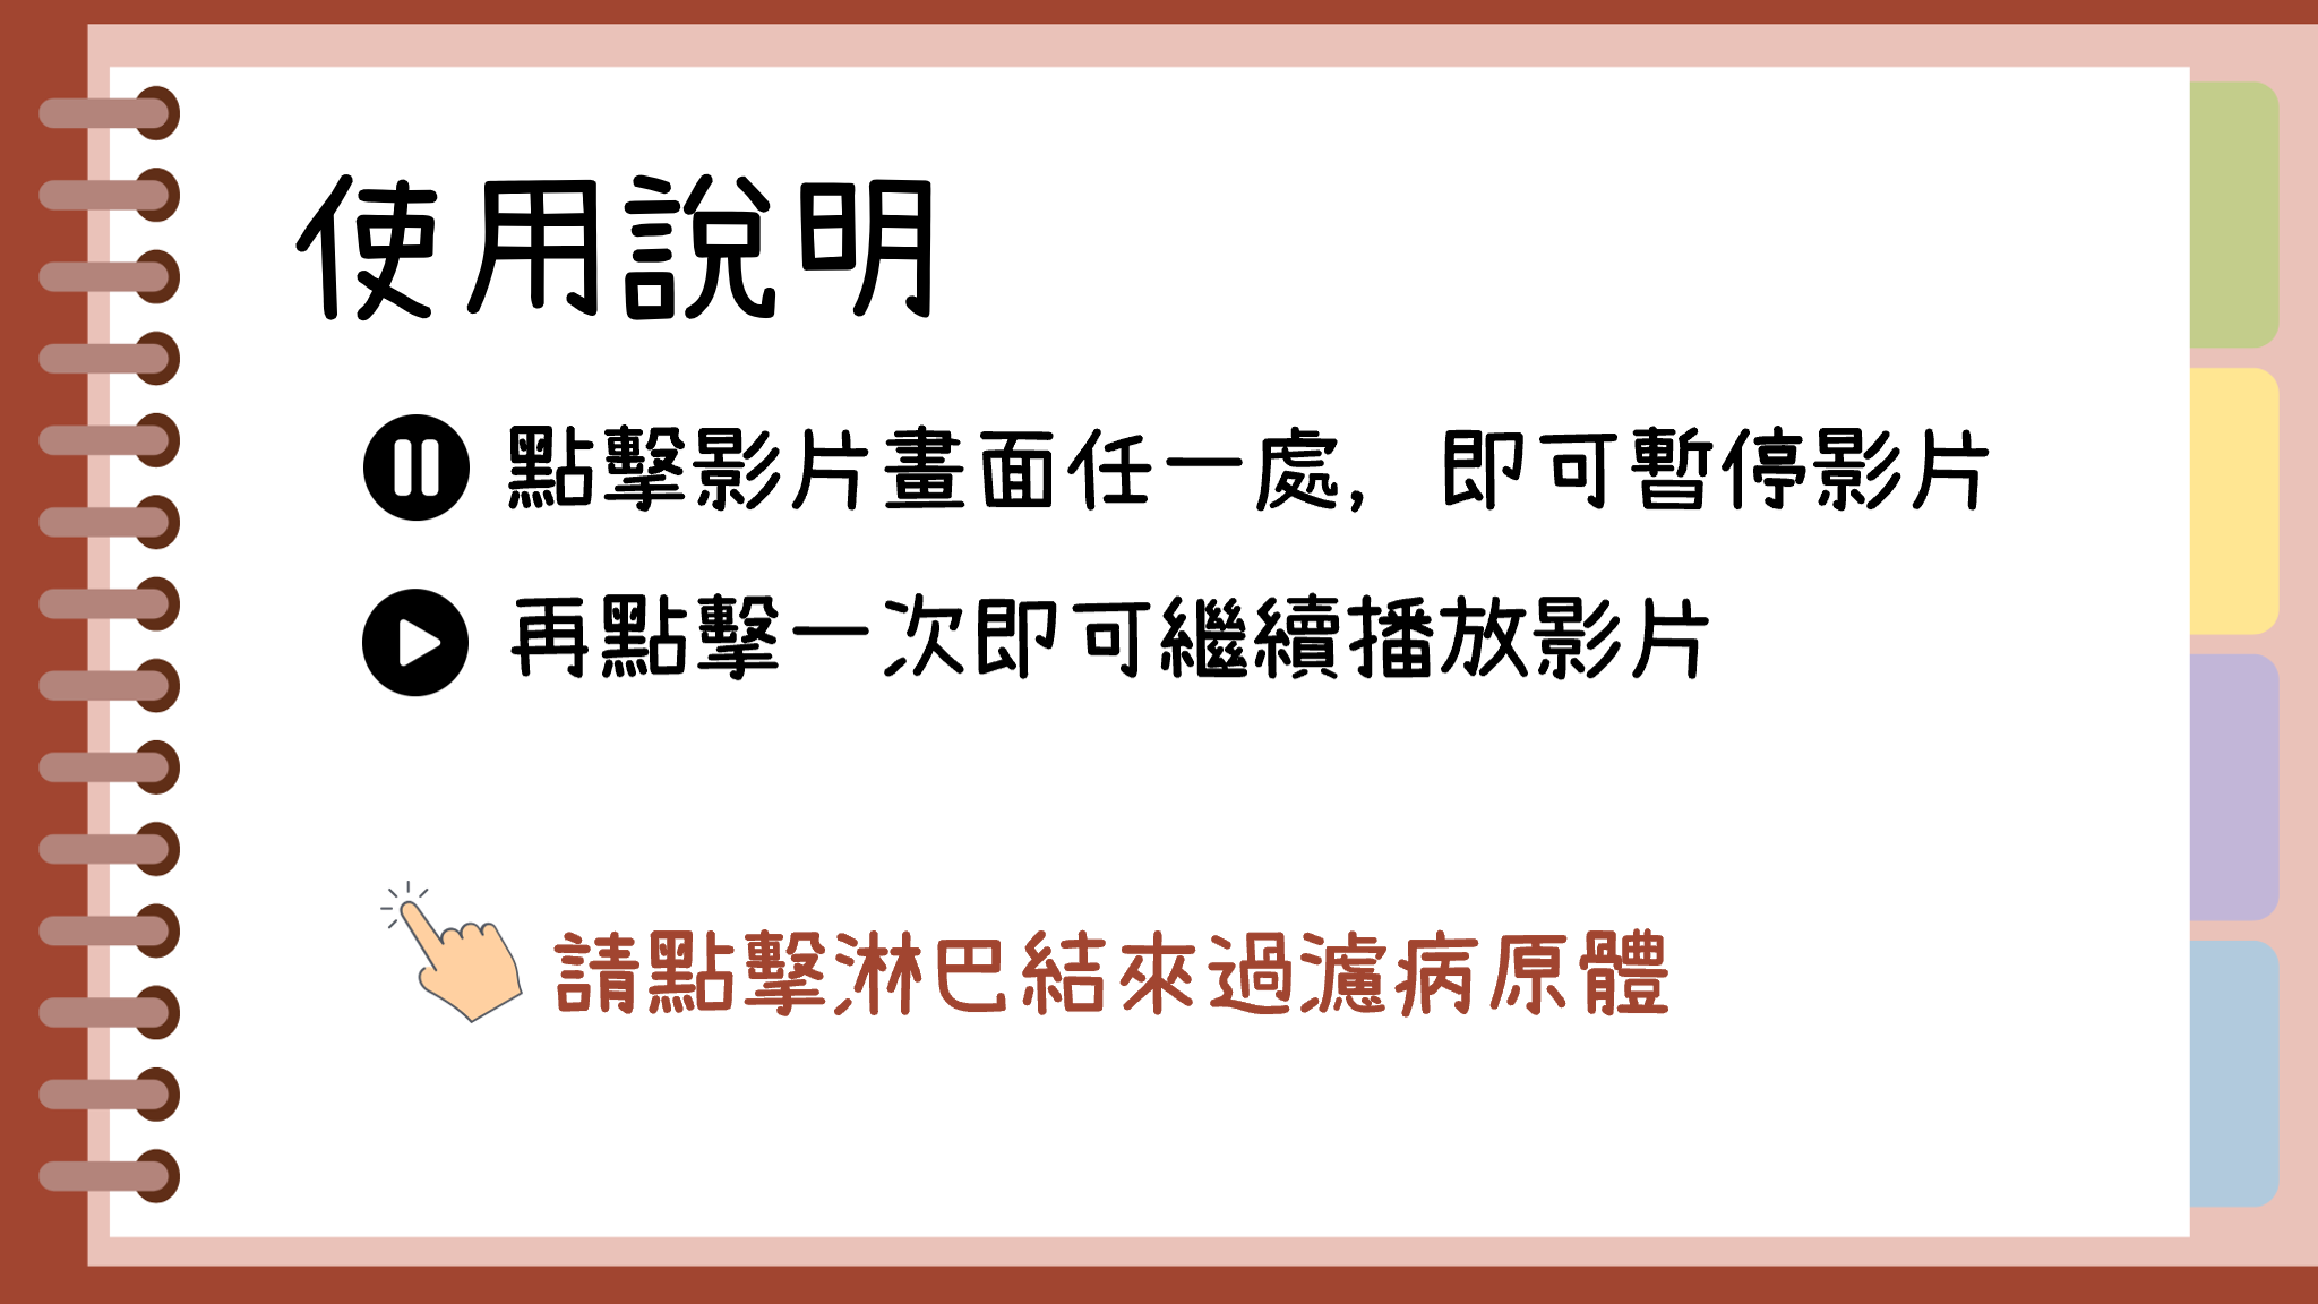 使用說明
點擊影片畫面任一處，即可暫停影片
再點擊一次即可繼續播放影片
請點擊淋巴結來過濾病原體